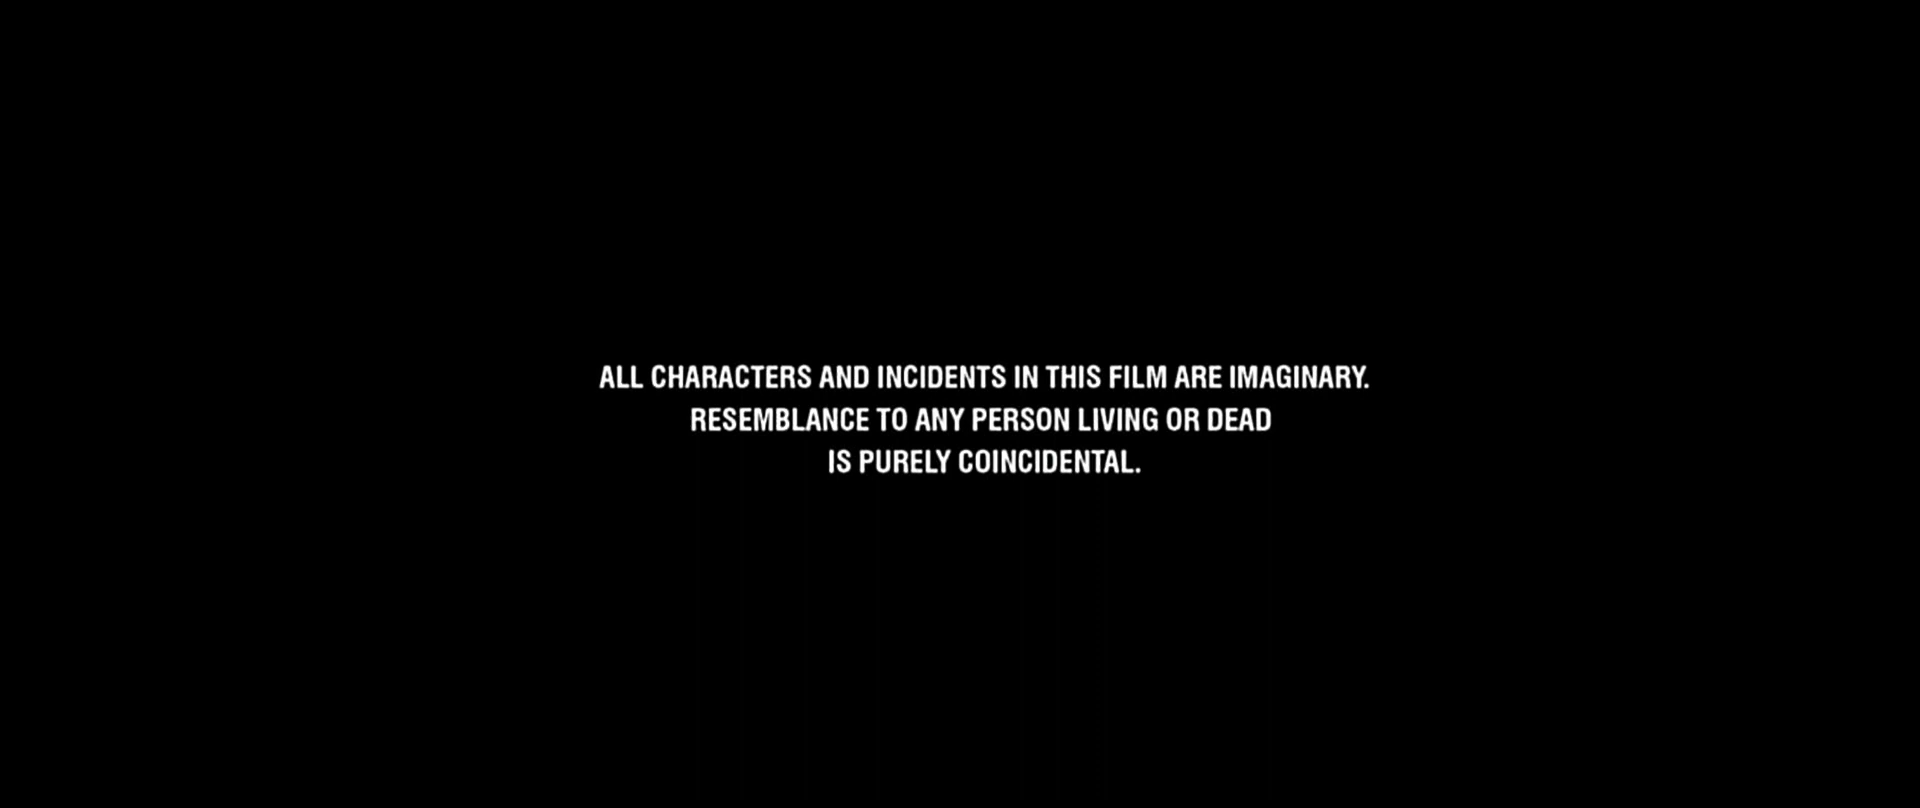 ALL CHARACTERS AND INCIDENTS IN THIS FILM ARE IMAGINARY.
RESEMBLANCE TO ANY PERSON LIVING OR DEAD
IS PURELY COINCIDENTAL.